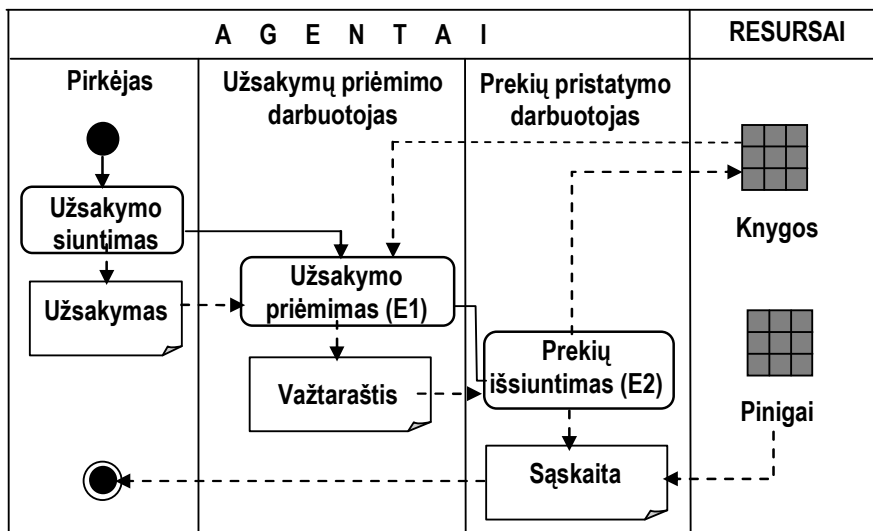 A G E N T A I
RESURSAI
Pirkėjas
Užsakymų priėmimo
darbuotojas
Prekių pristatymo
darbuotojas
Užsakymo
siuntimas
Knygos
Užsakymas
Užsakymo
priėmimas (E1)
Važtaraštis
Prekių
išsiuntimas (E2)
Pinigai
Sąskaita